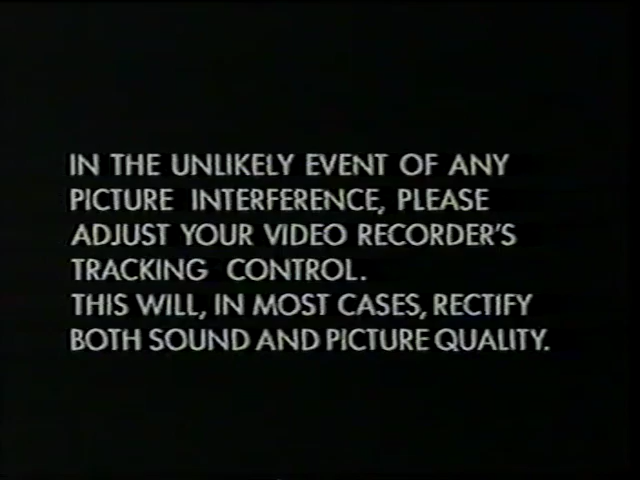 IN THE UNLIKELY EVENT OF ANY
PICTURE INTERFERENCE, PLEASE
ADJUST YOUR VIDEO RECORDER'S
TRACKING CONTROL.
THIS WILL, IN MOST CASES, RECTIFY
BOTH SOUND AND PICTURE QUALITY.